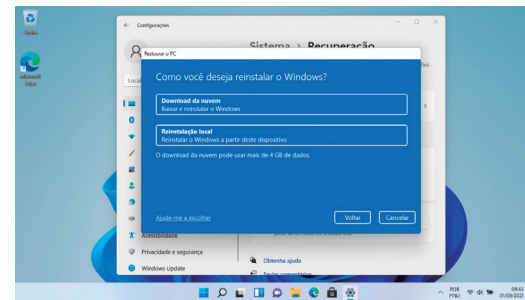 Configurações
Sistema > Recuperação
Restaurar o PC
Como você deseja reinstalar o Windows?
Download da nuvem
Baixar e reinstalar o Windows
Reinstalação local
Reinstalar o Windows a partir deste dispositivo
O download da nuvem pode usar mais de 4 GB de dados.
Ajude-me a escolher
Voltar
Cancelar
Acessibilidade
Privacidade e segurança
Windows Update
Obtenha ajuda
Enviar comentários
POR
PTB2
09:43
01/09/2021